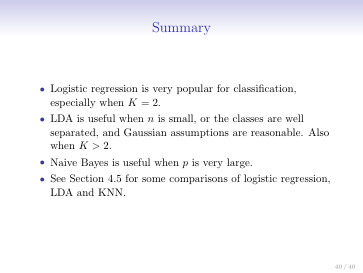 Summary
• Logistic regression is very popular for classification,
especially when K = 2.
• LDA is useful when n is small, or the classes are well
separated, and Gaussian assumptions are reasonable. Also
when K > 2.
• Naive Bayes is useful when p is very large.
• See Section 4.5 for some comparisons of logistic regression,
LDA and KNN.
40 / 40